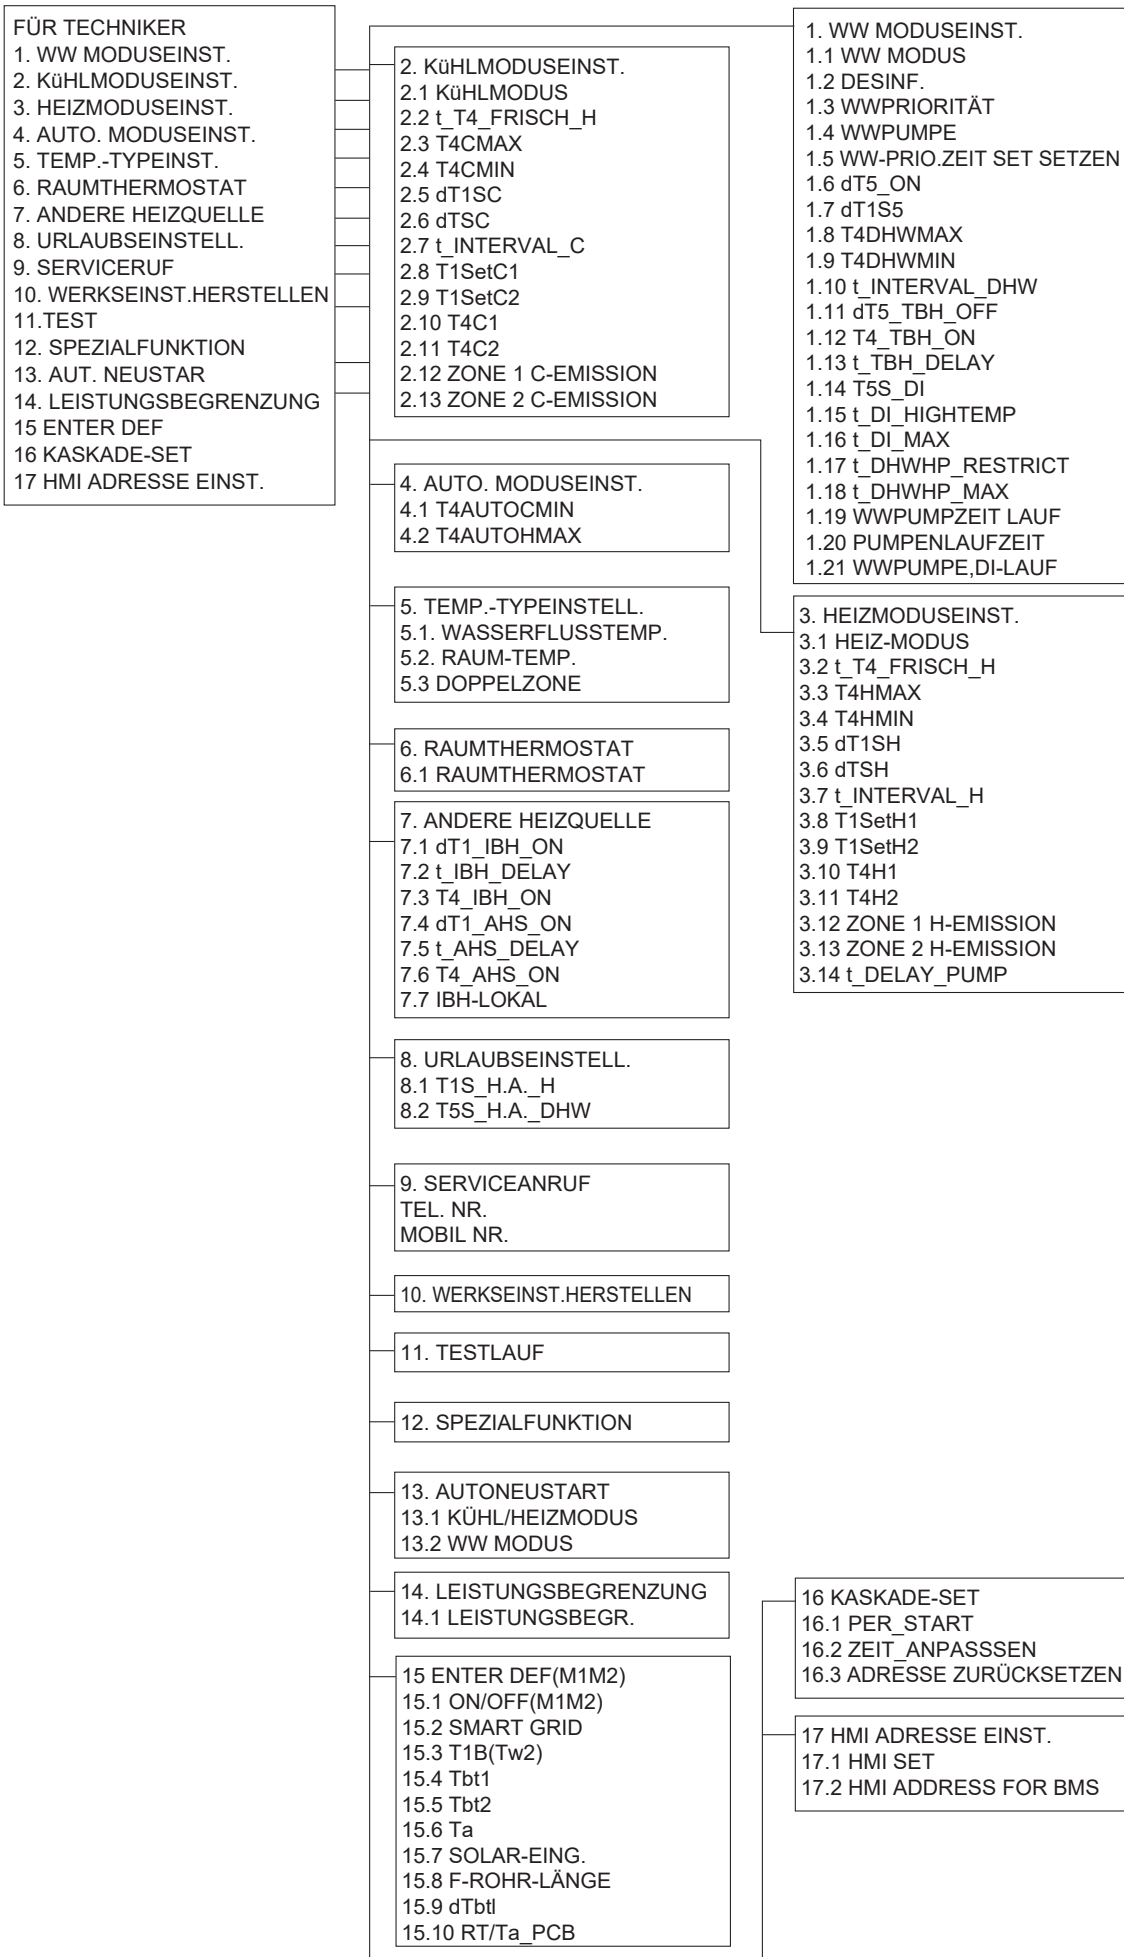 FÜR TECHNIKER
1. WW MODUSEINST.
2. KüHLMODUSEINST.
3. HEIZMODUSEINST.
4. AUTO. MODUSEINST.
5. TEMP.-TYPEINST.
6. RAUMTHERMOSTAT
7. ANDERE HEIZQUELLE
8. URLAUBSEINSTELL.
9. SERVICERUF
10. WERKSEINST.HERSTELLEN
11.TEST
12. SPEZIALFUNKTION
13. AUT. NEUSTAR
14. LEISTUNGSBEGRENZUNG
15 ENTER DEF
16 KASKADE-SET
17 HMI ADRESSE EINST.
1. WW MODUSEINST.
1.1 WW MODUS
1.2 DESINF.
1.3 WWPRIORITÄT
1.4 WWPUMPE
1.5 WW-PRIO.ZEIT SET SETZEN
1.6 dT5_ON
1.7 dT1S5
1.8 T4DHWMAX
1.9 T4DHWMIN
1.10 t_INTERVAL_DHW
1.11 dT5_TBH_OFF
1.12 T4_TBH_ON
1.13 t_TBH_DELAY
1.14 T5S_DI
1.15 t_DI_HIGHTEMP
1.16 t_DI_MAX
1.17 t_DHWHP_RESTRICT
1.18 t_DHWHP_MAX
1.19 WWPUMPZEIT LAUF
1.20 PUMPENLAUFZEIT
1.21 WWPUMPE,DI-LAUF
2. KüHLMODUSEINST.
2.1 KüHLMODUS
2.2 t_T4_FRISCH_H
2.3 T4CMAX
2.4 T4CMIN
2.5 dT1SC
2.6 dTSC
2.7 t_INTERVAL_C
2.8 T1SetC1
2.9 T1SetC2
2.10 T4C1
2.11 T4C2
2.12 ZONE 1 C-EMISSION
2.13 ZONE 2 C-EMISSION
3. HEIZMODUSEINST.
3.1 HEIZ-MODUS
3.2 t_T4_FRISCH_H
3.3 T4HMAX
3.4 T4HMIN
3.5 dT1SH
3.6 dTSH
3.7 t_INTERVAL_H
3.8 T1SetH1
3.9 T1SetH2
3.10 T4H1
3.11 T4H2
3.12 ZONE 1 H-EMISSION
3.13 ZONE 2 H-EMISSION
3.14 t_DELAY_PUMP
4. AUTO. MODUSEINST.
4.1 T4AUTOCMIN
4.2 T4AUTOHMAX
5. TEMP.-TYPEINSTELL.
5.1. WASSERFLUSSTEMP.
5.2. RAUM-TEMP.
5.3 DOPPELZONE
6. RAUMTHERMOSTAT
6.1 RAUMTHERMOSTAT
7. ANDERE HEIZQUELLE
7.1 dT1_IBH_ON
7.2 t_IBH_DELAY
7.3 T4_IBH_ON
7.4 dT1_AHS_ON
7.5 t_AHS_DELAY
7.6 T4_AHS_ON
7.7 IBH-LOKAL
8. URLAUBSEINSTELL.
8.1 T1S_H.A._H
8.2 T5S_H.A._DHW
9. SERVICEANRUF
TEL. NR.
MOBIL NR.
10. WERKSEINST.HERSTELLEN
11. TESTLAUF
12. SPEZIALFUNKTION
13. AUTONEUSTART
13.1 KÜHL/HEIZMODUS
13.2 WW MODUS
14. LEISTUNGSBEGRENZUNG
14.1 LEISTUNGSBEGR.
15 ENTER DEF(M1M2)
15.1 ON/OFF(M1M2)
15.2 SMART GRID
15.3 T1B(Tw2)
15.4 Tbt1
15.5 Tbt2
15.6 Ta
15.7 SOLAR-EING.
15.8 F-ROHR-LÄNGE
15.9 dTbtl
15.10 RT/Ta_PCB
16 KASKADE-SET
16.1 PER_START
16.2 ZEIT_ANPASSSEN
16.3 ADRESSE ZURÜCKSETZEN
17 HMI ADRESSE EINST.
17.1 HMI SET
17.2 HMI ADDRESS FOR BMS